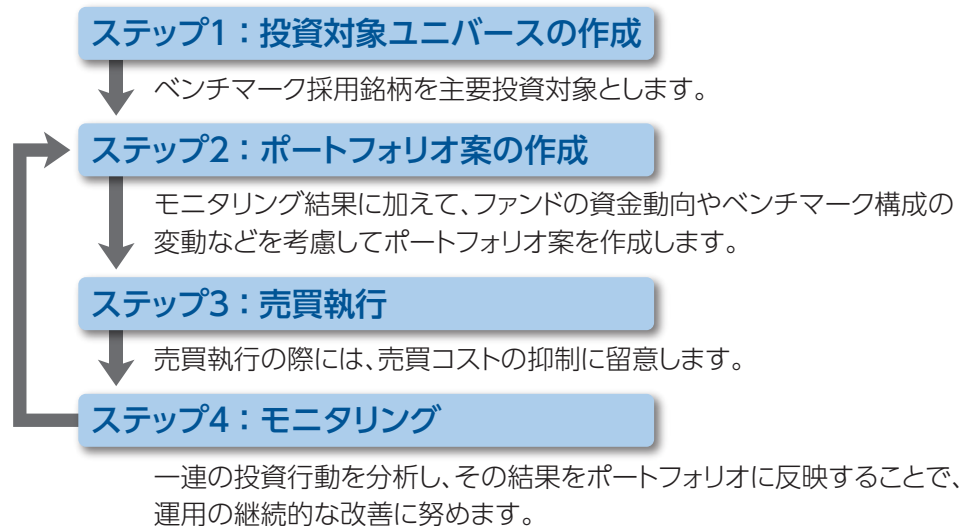 ステップ1：投資対象ユニバースの作成
ベンチマーク採用銘柄を主要投資対象とします。
ステップ2：ポートフォリオ案の作成
モニタリング結果に加えて、ファンドの資金動向やベンチマーク構成の
変動などを考慮してポートフォリオ案を作成します。
ステップ3：売買執行
売買執行の際には、売買コストの抑制に留意します。
ステップ4：モニタリング
一連の投資行動を分析し、その結果をポートフォリオに反映することで、
運用の継続的な改善に努めます。